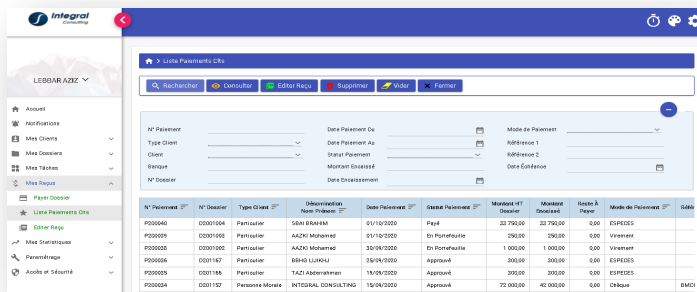 Integral
Consulting
LEBBAR AZIZ
Accueil
Notifications
Mes Clients
Mes Dossiers
Mes Tâches
Mes Reçus
Payer Dossier
Liste Paiements Clts
Editer Reçu
Mes Statistiques
Paramétrage
Accès et Sécurité
> Liste Paiements Clts
Rechercher Consulter Editer Reçu Supprimer Vider Fermer
N° Paiement Date Paiement Du Mode de Paiement
Type Client Date Paiement Au Référence 1
Client Statut Paiement Référence 2
Banque Montant Encaissé Date Échéance
N° Dossier Date Encaissement
N° Paiement N° Dossier Type Client Dénomination Nom Prénom Date Paiement Statut Paiement Montant HT Dossier Montant Encaissé Reste À Payer Mode de Paiement Référ
P200040 D2001004 Particulier SBAI BRAHIM 01/10/2020 Payé 33 750,00 33 750,00 0,00 ESPECES
P200039 D2001003 Particulier AAZKI Mohamed 01/10/2020 En Portefeuille 250,00 250,00 0,00 Virement
P200038 D2001002 Particulier AAZKI Mohamed 30/09/2020 En Portefeuille 1 000,00 1 000,00 0,00 Virement
P200036 D201167 Particulier BBHG UJIKHJ 25/09/2020 Approuvé 300,00 300,00 0,00 ESPECES
P200035 D201166 Particulier TAZI Abderrahman 19/09/2020 Approuvé 300,00 300,00 0,00 ESPECES
P200034 D201157 Personne Morale INTEGRAL CONSULTING 15/09/2020 Approuvé 72 000,00 42 000,00 0,00 Chèque BMO